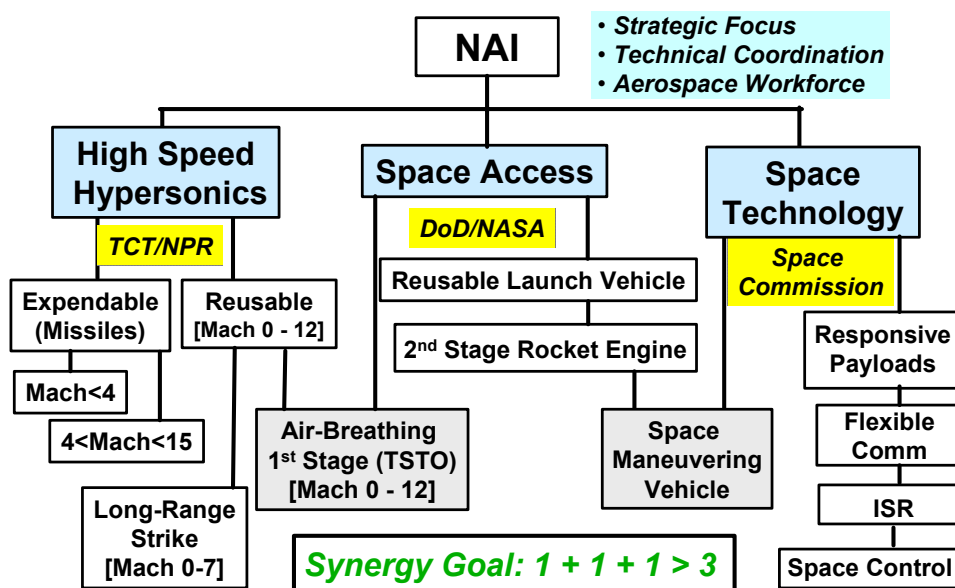 NAI
• Strategic Focus
• Technical Coordination
• Aerospace Workforce
High Speed
Hypersonics
Space Access
Space
Technology
TCT/NPR
DoD/NASA
Space
Commission
Expendable
(Missiles)
Reusable
[Mach 0 - 12]
Reusable Launch Vehicle
2nd Stage Rocket Engine
Responsive
Payloads
Mach<4
4<Mach<15
Air-Breathing
1st Stage (TSTO)
[Mach 0 - 12]
Space
Maneuvering
Vehicle
Flexible
Comm
Long-Range
Strike
[Mach 0-7]
ISR
Space Control
Synergy Goal: 1 + 1 + 1 > 3